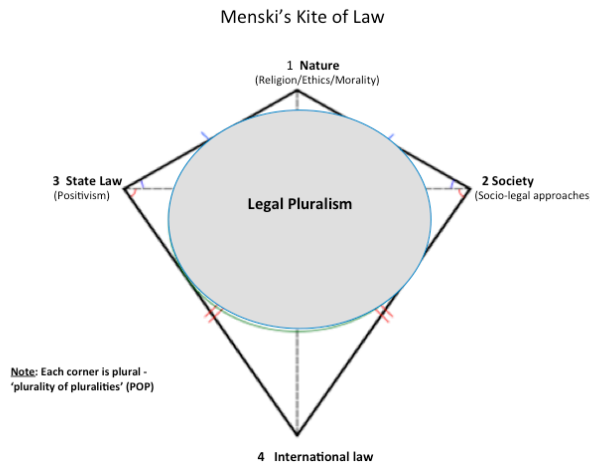 Menski's Kite of Law
1 Nature
(Religion/Ethics/Morality)
3 State Law
(Positivism)
2 Society
(Socio-legal approaches
Legal Pluralism
Note: Each corner is plural -
'plurality of pluralities' (POP)
4 International law